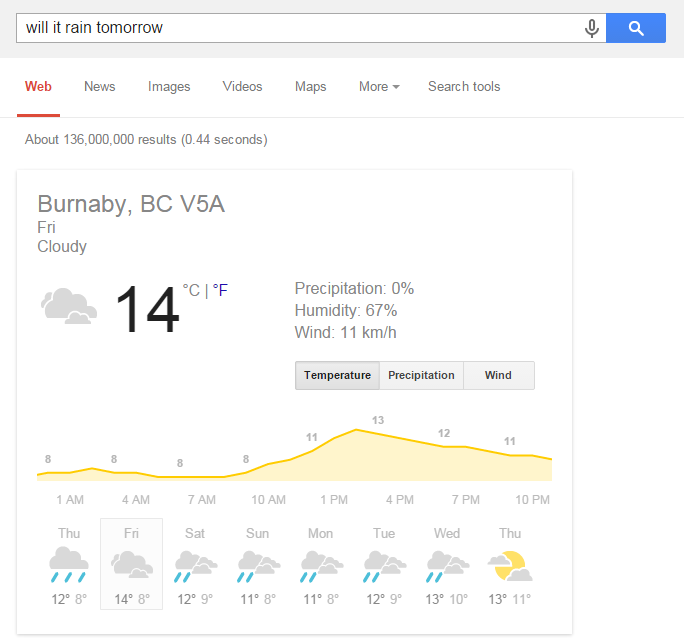 will it rain tomorrow
Web News Images Videos Maps More Search tools
About 136,000,000 results (0.44 seconds)
Burnaby, BC V5A
Fri
Cloudy
14 °C | °F
Precipitation: 0%
Humidity: 67%
Wind: 11 km/h
Temperature Precipitation Wind
8 8 8 8 11 13 12 11
1 AM 4 AM 7 AM 10 AM 1 PM 4 PM 7 PM 10 PM
Thu Fri Sat Sun Mon Tue Wed Thu
12° 8° 14° 8° 12° 9° 11° 8° 11° 8° 12° 9° 13° 10° 13° 11°